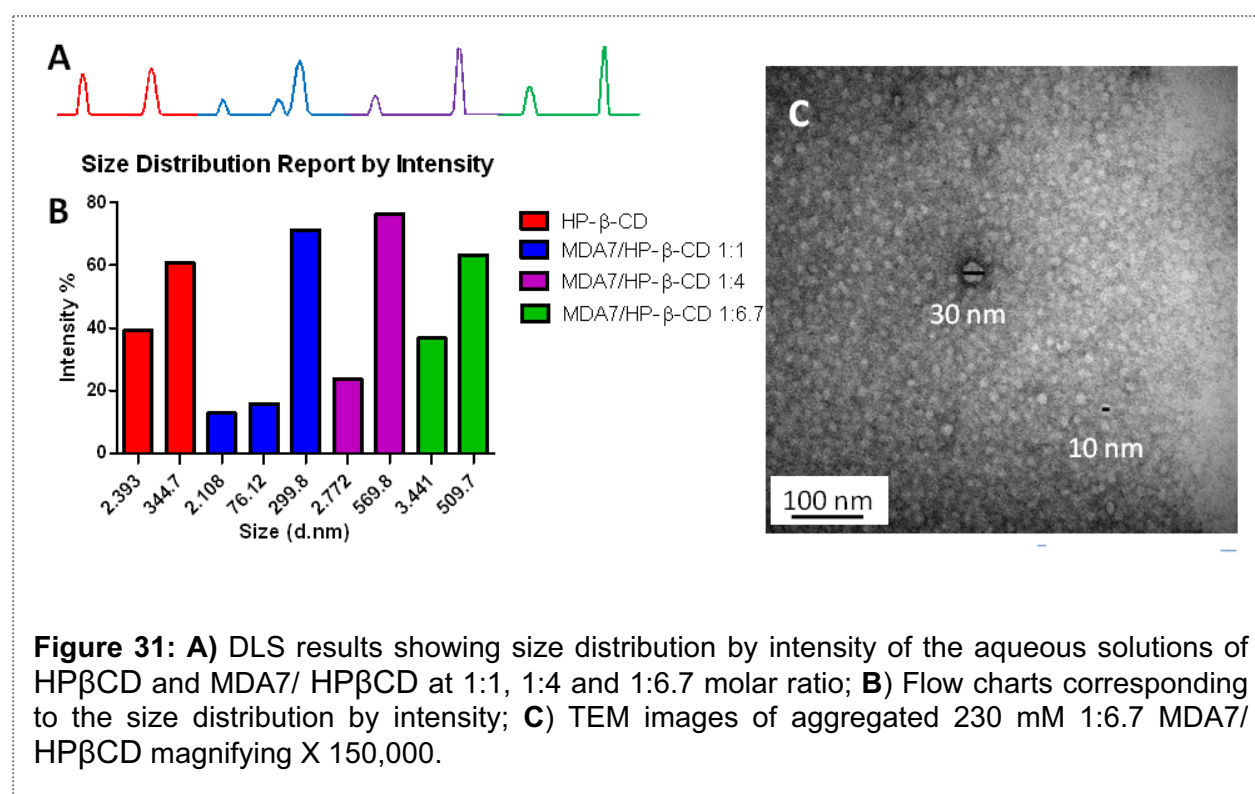 A
Size Distribution Report by Intensity
B
80
60
40
20
0
Intensity %
2.393
344.7
2.108
76.12
299.8
2.772
569.8
3.441
509.7
Size (d.nm)
HP-β-CD
MDA7/HP-β-CD 1:1
MDA7/HP-β-CD 1:4
MDA7/HP-β-CD 1:6.7
C
30 nm
10 nm
100 nm
Figure 31: A) DLS results showing size distribution by intensity of the aqueous solutions of
HPβCD and MDA7/ HPβCD at 1:1, 1:4 and 1:6.7 molar ratio; B) Flow charts corresponding
to the size distribution by intensity; C) TEM images of aggregated 230 mM 1:6.7 MDA7/
HPβCD magnifying X 150,000.